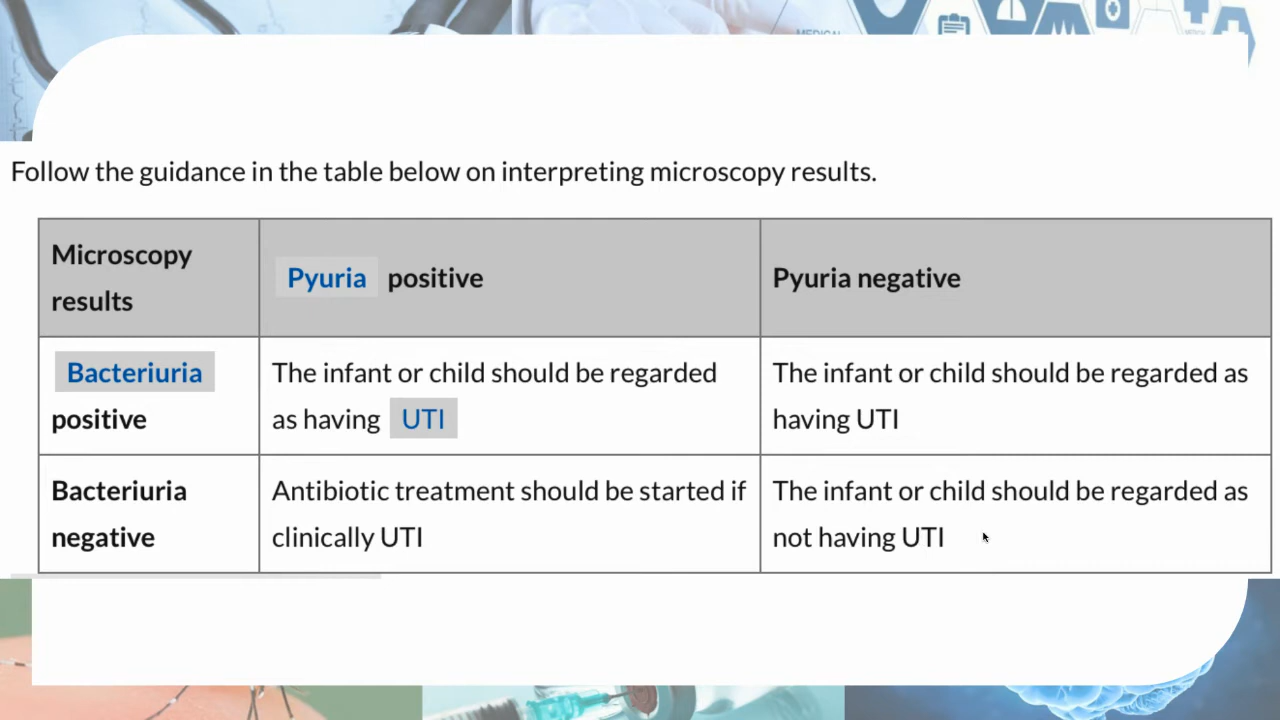 MEDICAL
Follow the guidance in the table below on interpreting microscopy results.
Microscopy
results
Pyuria positive
Pyuria negative
Bacteriuria
positive
The infant or child should be regarded
as having UTI
The infant or child should be regarded as
having UTI
Bacteriuria
negative
Antibiotic treatment should be started if
clinically UTI
The infant or child should be regarded as
not having UTI